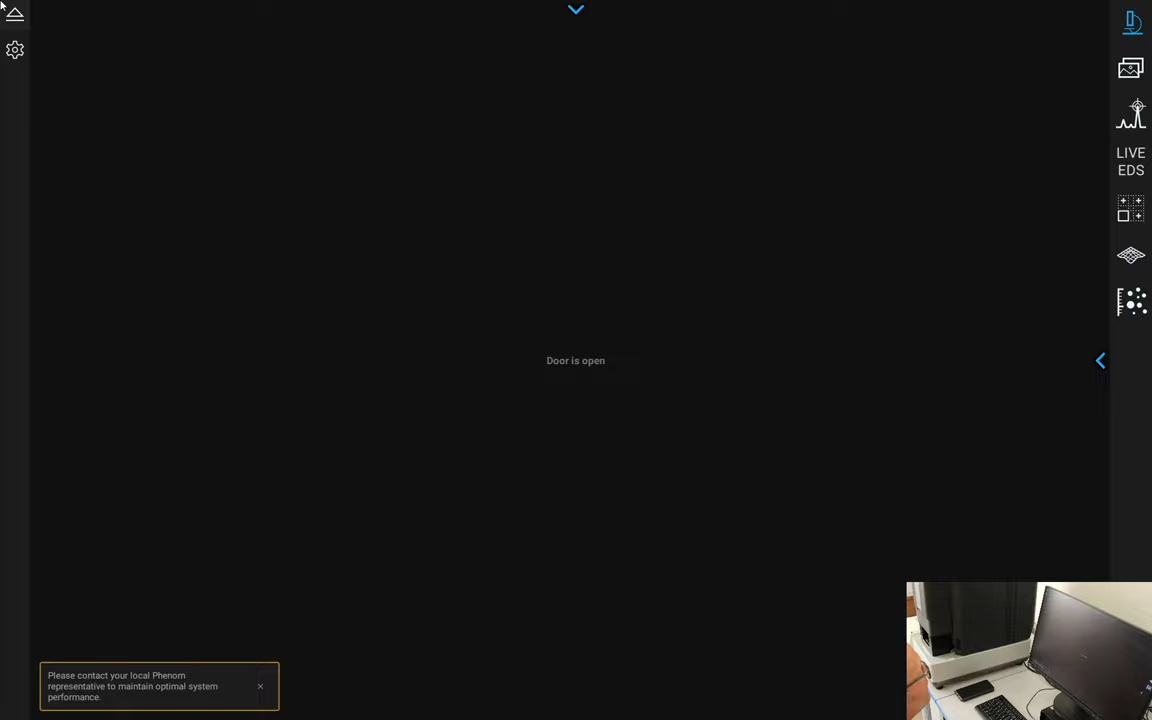 LIVE
EDS
Door is open
Please contact your local Phenom
representative to maintain optimal system
performance.